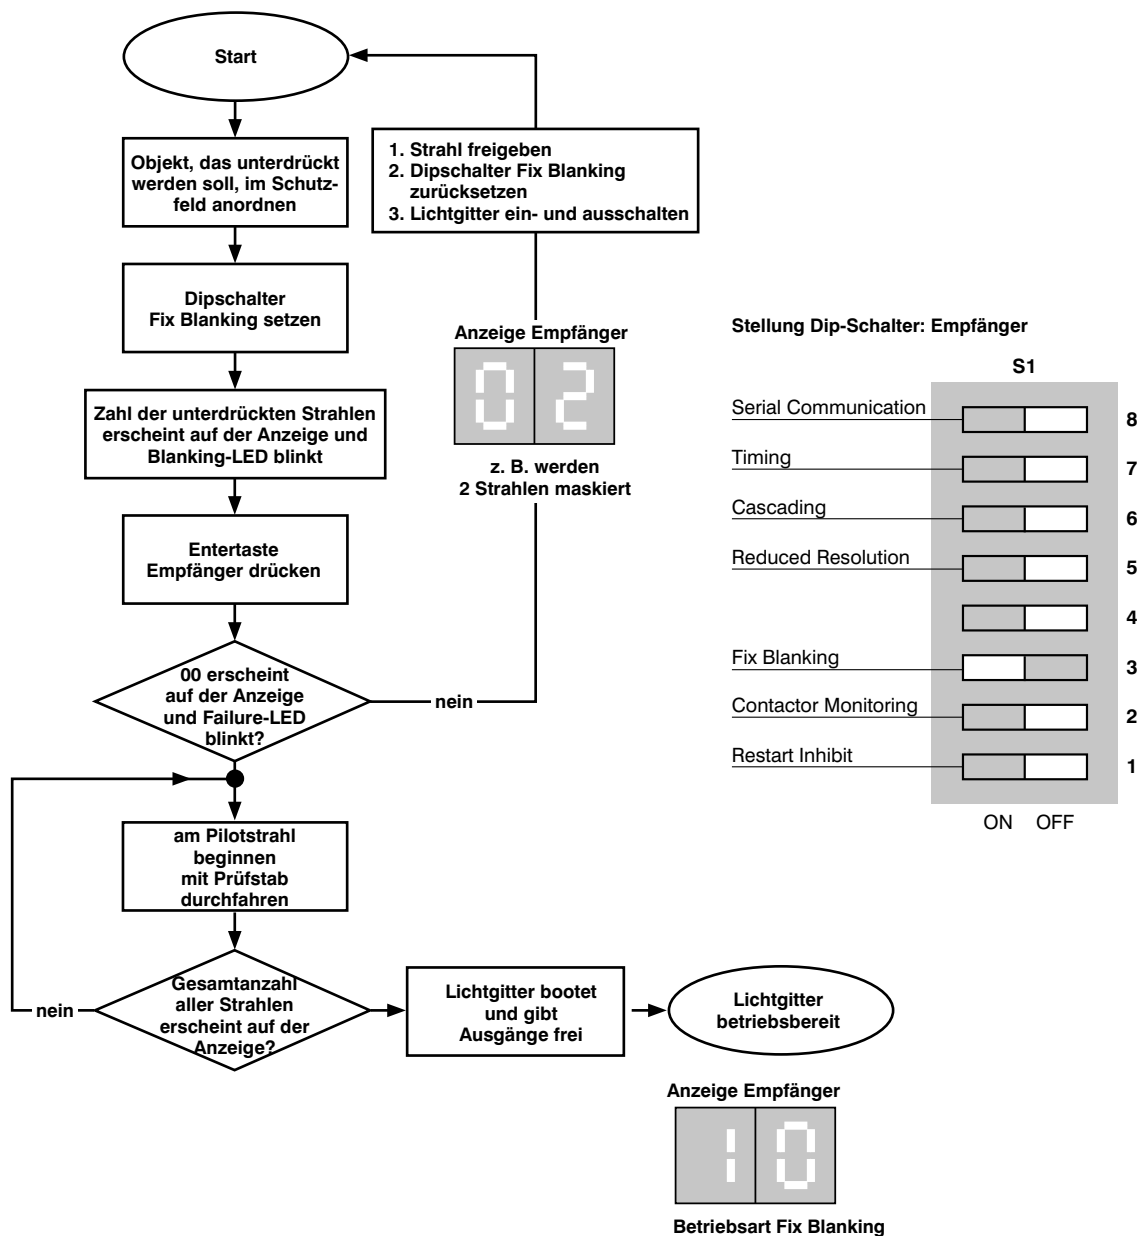 Start
Objekt, das unterdrückt
werden soll, im Schutz-
feld anordnen
Dipschalter
Fix Blanking setzen
Zahl der unterdrückten Strahlen
erscheint auf der Anzeige und
Blanking-LED blinkt
Entertaste
Empfänger drücken
00 erscheint
auf der Anzeige
und Failure-LED
blinkt?
nein
1. Strahl freigeben
2. Dipschalter Fix Blanking
zurücksetzen
3. Lichtgitter ein- und ausschalten
Anzeige Empfänger
02
z. B. werden
2 Strahlen maskiert
am Pilotstrahl
beginnen
mit Prüfstab
durchfahren
Gesamtanzahl
aller Strahlen
erscheint auf der
Anzeige?
nein
Lichtgitter bootet
und gibt
Ausgänge frei
Lichtgitter
betriebsbereit
Anzeige Empfänger
10
Betriebsart Fix Blanking
Stellung Dip-Schalter: Empfänger
S1
Serial Communication 8
Timing 7
Cascading 6
Reduced Resolution 5
4
Fix Blanking 3
Contactor Monitoring 2
Restart Inhibit 1
ON OFF